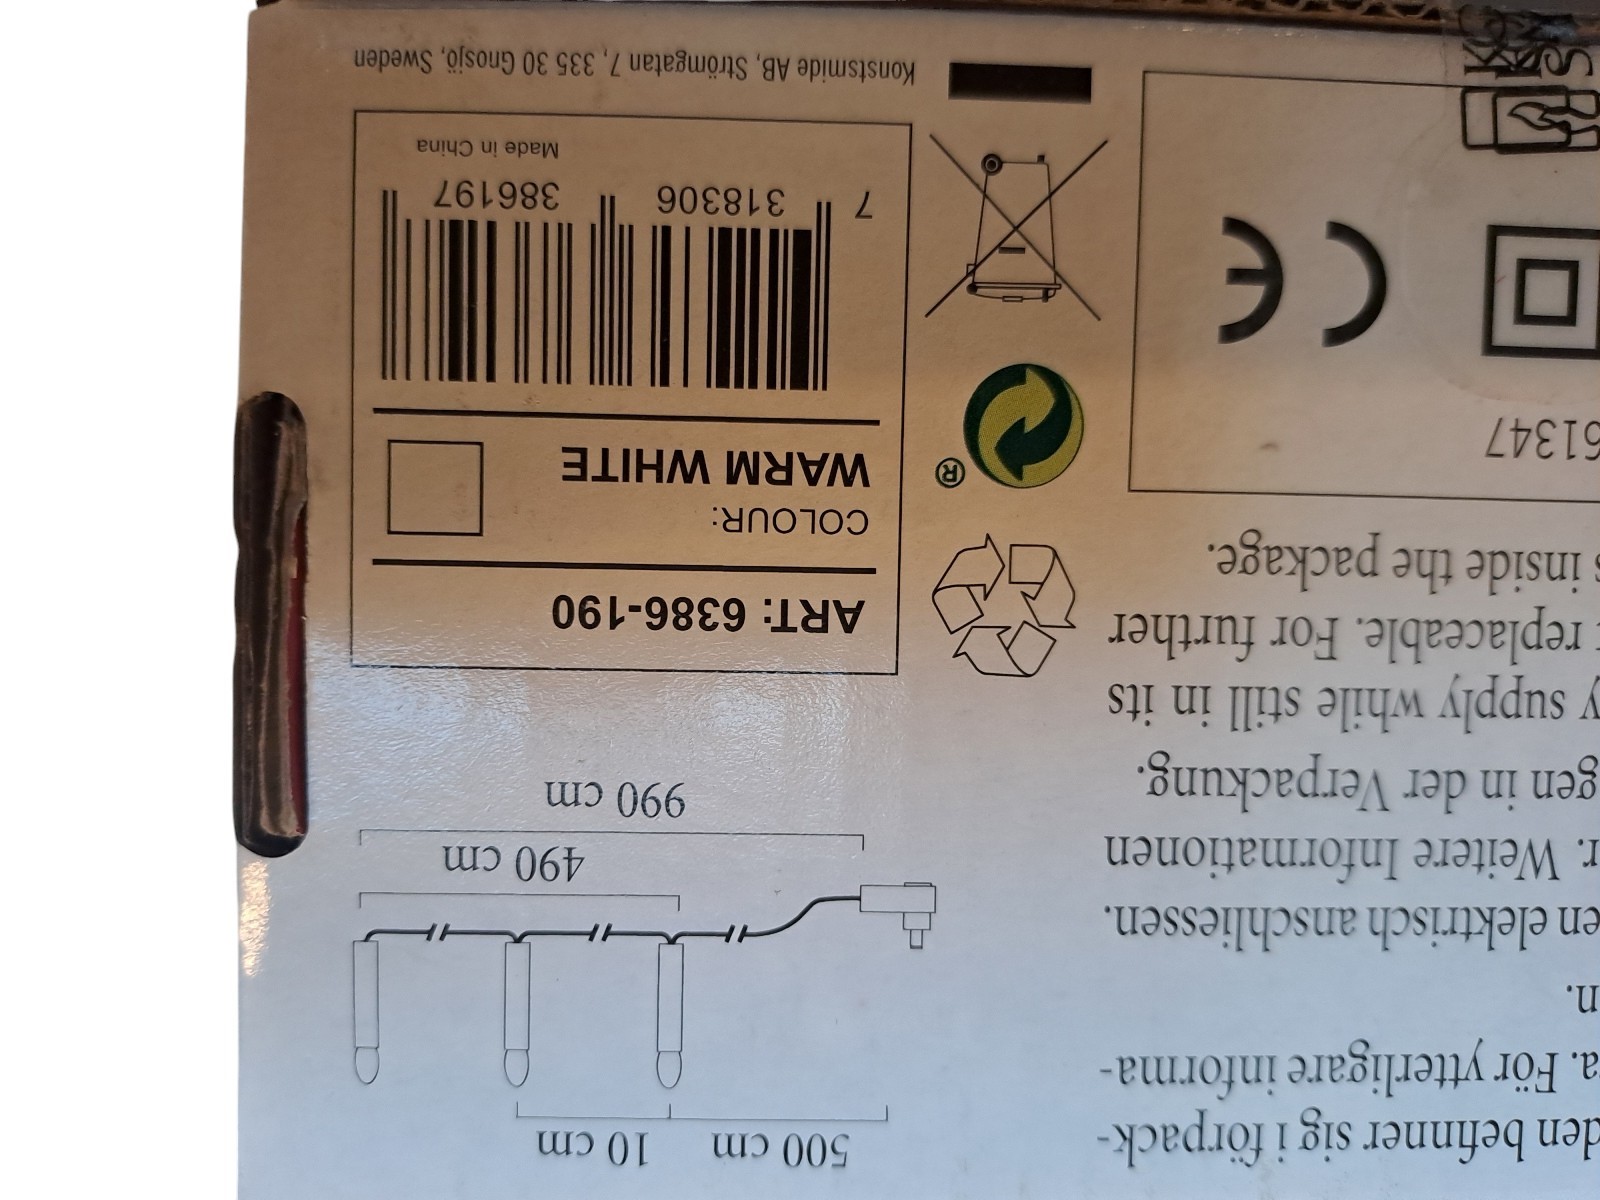 den befinner sig i förpack-
a. För ytterligare informa-
n.
en elektrisch anschliessen.
r. Weitere Informationen
gen in der Verpackung.
y supply while still in its
replaceable. For further
s inside the package.
61347
CE
500 cm 10 cm
490 cm
990 cm
ART: 6386-190
COLOUR:
WARM WHITE
®
7 318306 386197
Made in China
Konstsmide AB, Strömgatan 7, 335 30 Gnosjö, Sweden